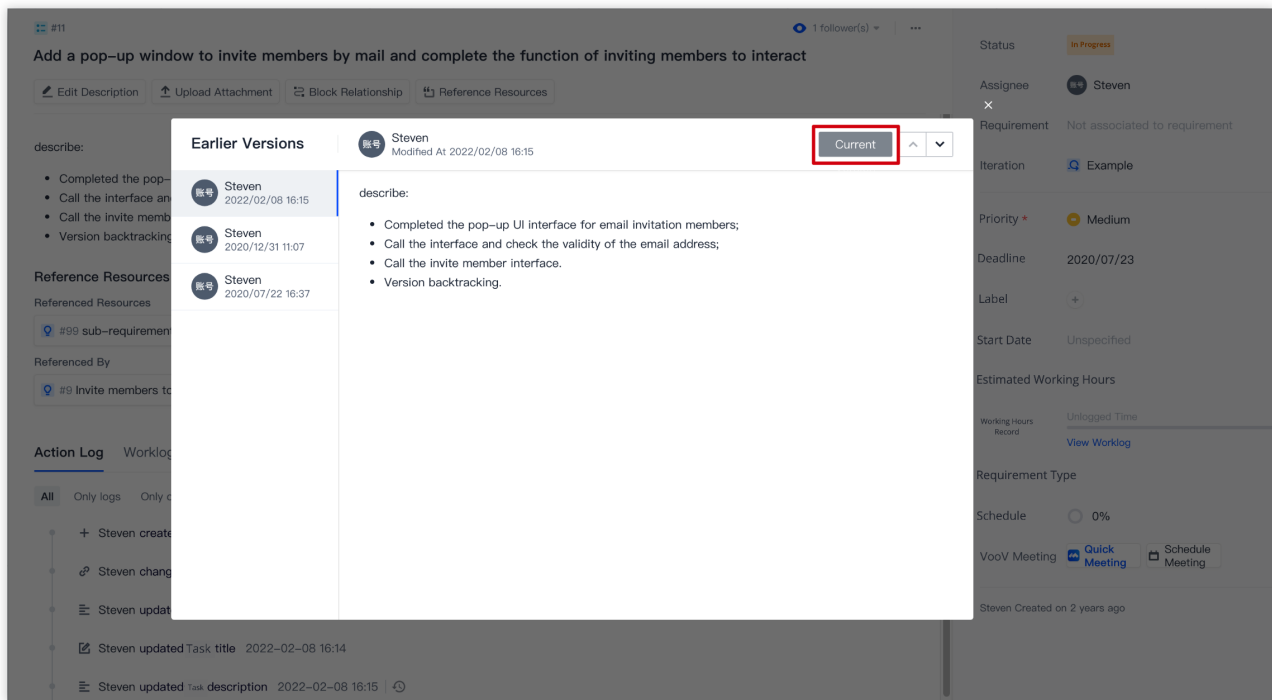 #11
1 follower(s)
Add a pop-up window to invite members by mail and complete the function of inviting members to interact
Edit Description
Upload Attachment
Block Relationship
Reference Resources
describe:
• Completed the pop-
• Call the interface an
• Call the invite memb
• Version backtracking
Reference Resources
Referenced Resources
#99 sub-requirement
Referenced By
#9 Invite members to
Action Log
Worklog
All
Only logs
Only c
Steven create
Steven chang
Steven updat
Steven updated Task title 2022-02-08 16:14
Steven updated Task description 2022-02-08 16:15
Earlier Versions
账号
Steven
2022/02/08 16:15
账号
Steven
2020/12/31 11:07
账号
Steven
2020/07/22 16:37
账号
Steven
Modified At 2022/02/08 16:15
Current
describe:
• Completed the pop-up UI interface for email invitation members;
• Call the interface and check the validity of the email address;
• Call the invite member interface.
• Version backtracking.
Status
In Progress
Assignee
账号
Steven
Requirement
Not associated to requirement
Iteration
Example
Priority *
Medium
Deadline
2020/07/23
Label
Start Date
Unspecified
Estimated Working Hours
Working Hours
Record
Unlogged Time
View Worklog
Requirement Type
Schedule
0%
VooV Meeting
Quick
Meeting
Schedule
Meeting
Steven Created on 2 years ago